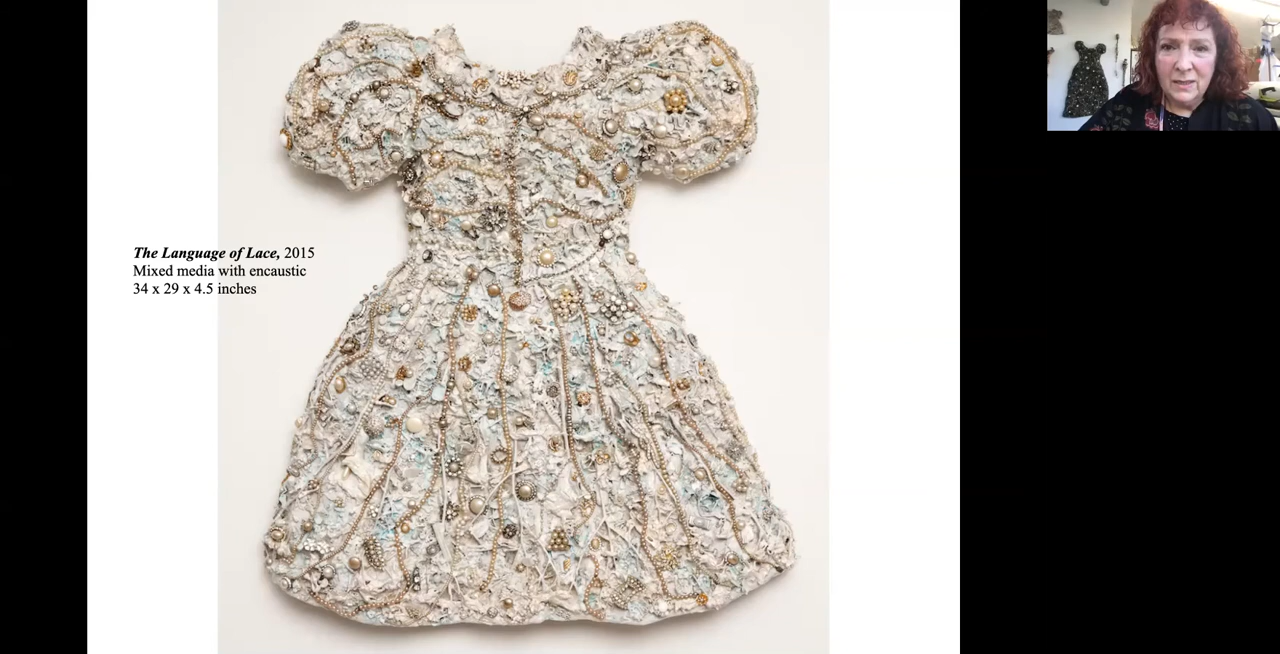 The Language of Lace, 2015
Mixed media with encaustic
34 x 29 x 4.5 inches